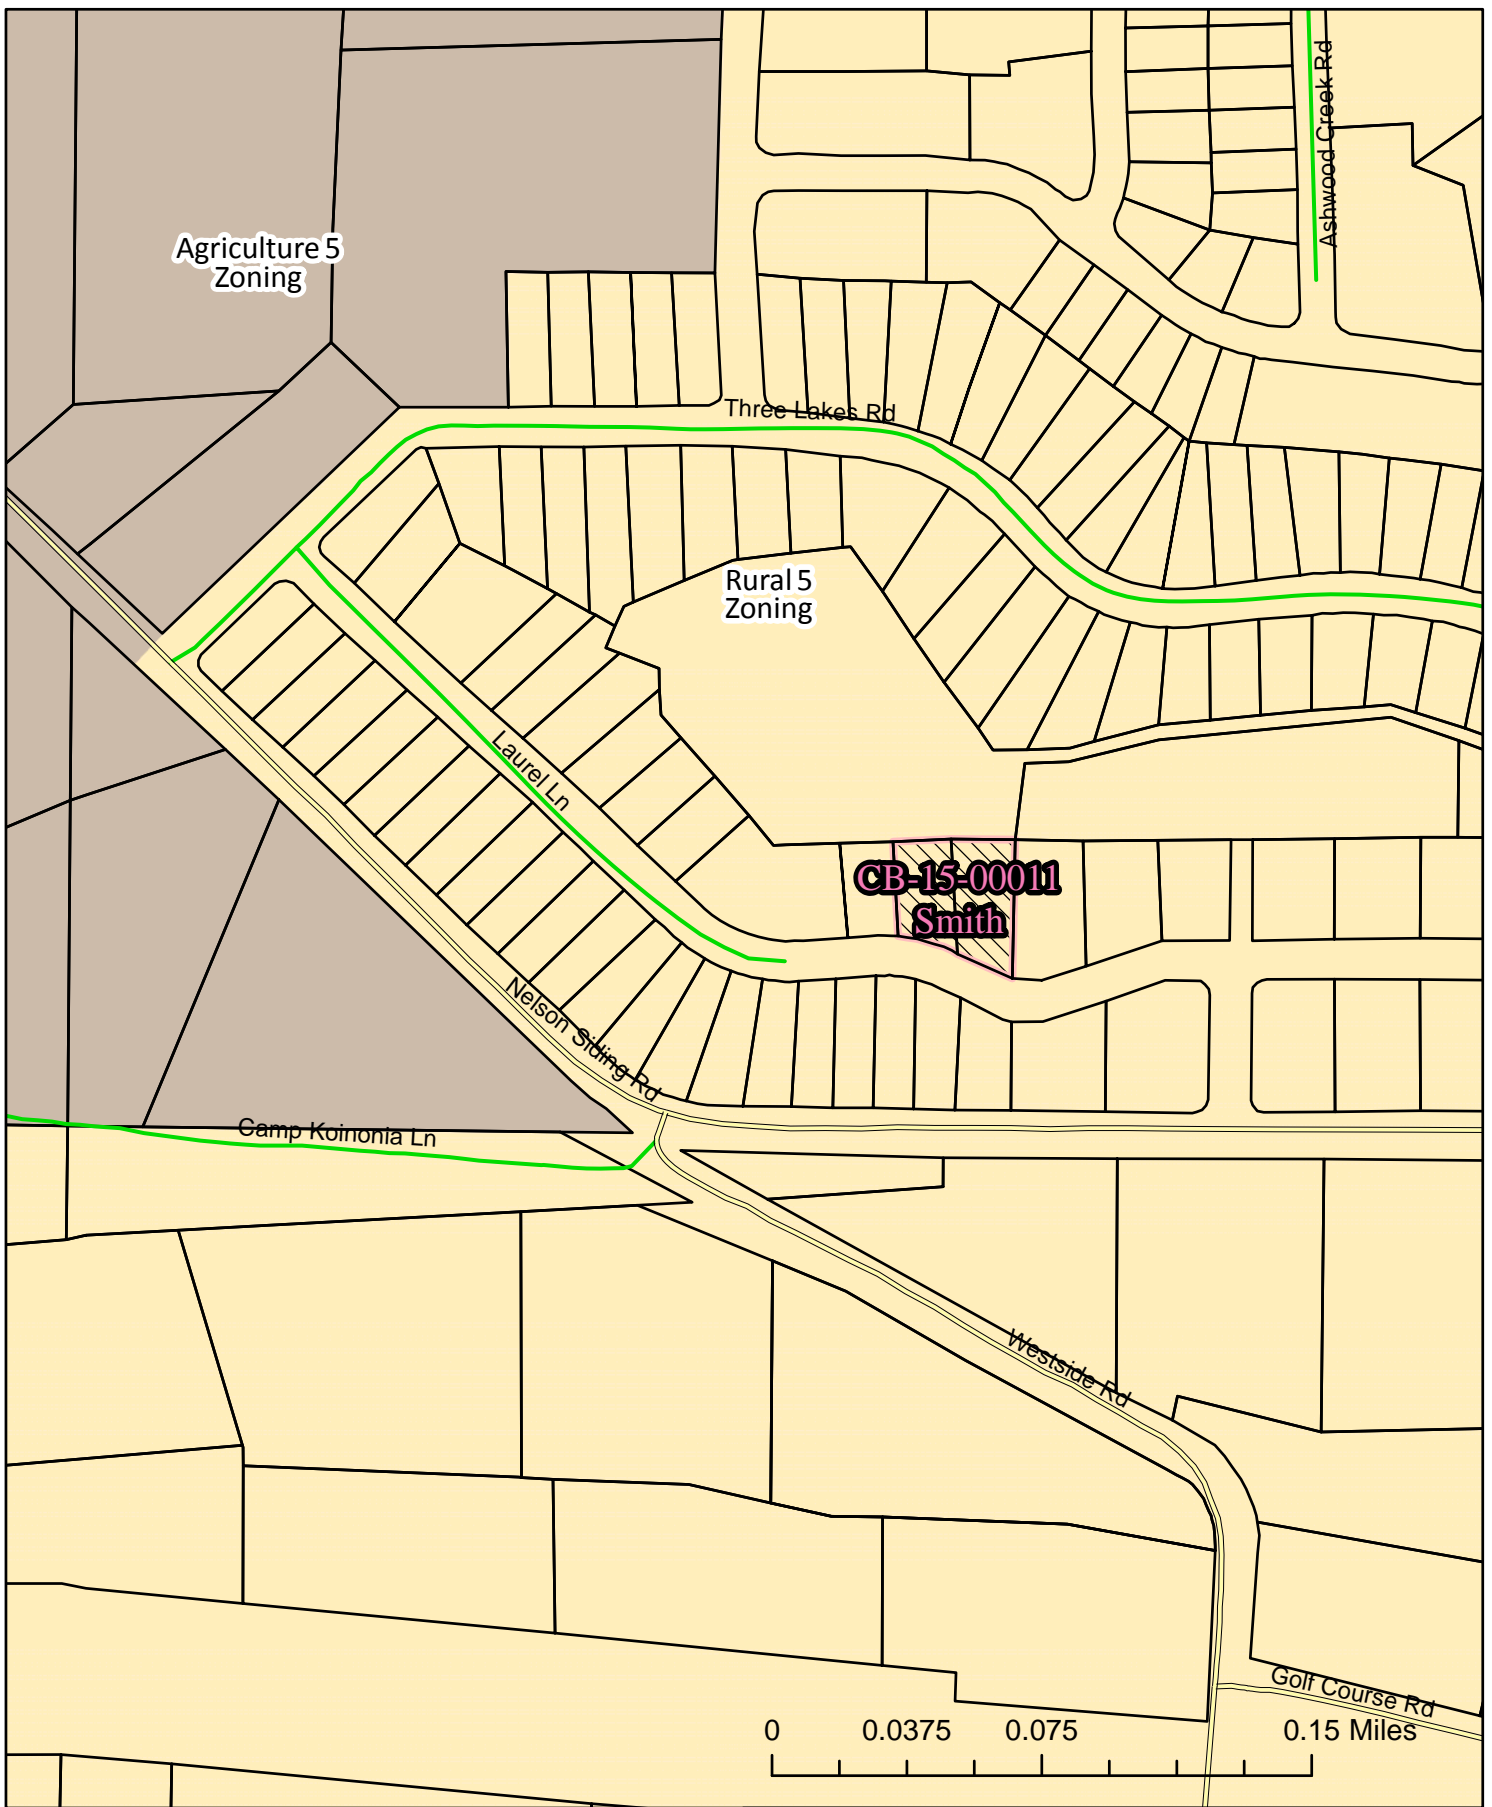 Ashwood Creek Rd
Agriculture 5
Zoning
Three Lakes Rd
Rural 5
Zoning
Laurel Ln
CB-15-00011
Smith
Nelson Siding Rd
Camp Koinonia Ln
Westside Rd
Golf Course Rd
0 0.0375 0.075 0.15 Miles